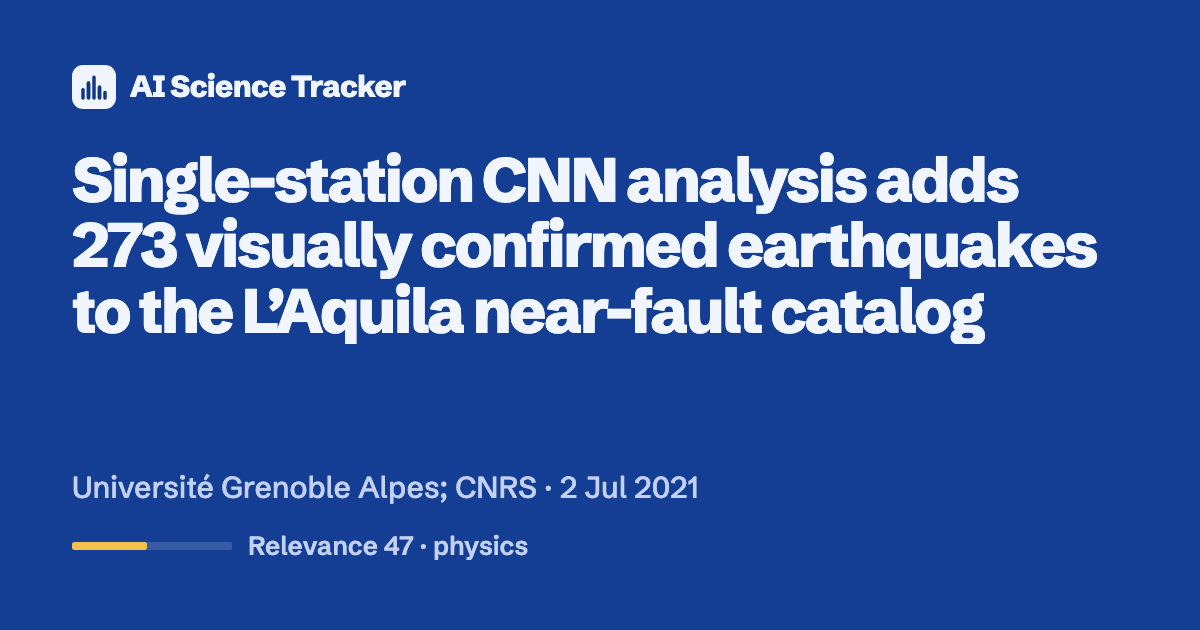 AI Science Tracker
Single-station CNN analysis adds
273 visually confirmed earthquakes
to the L’Aquila near-fault catalog
Université Grenoble Alpes; CNRS · 2 Jul 2021
Relevance 47 · physics